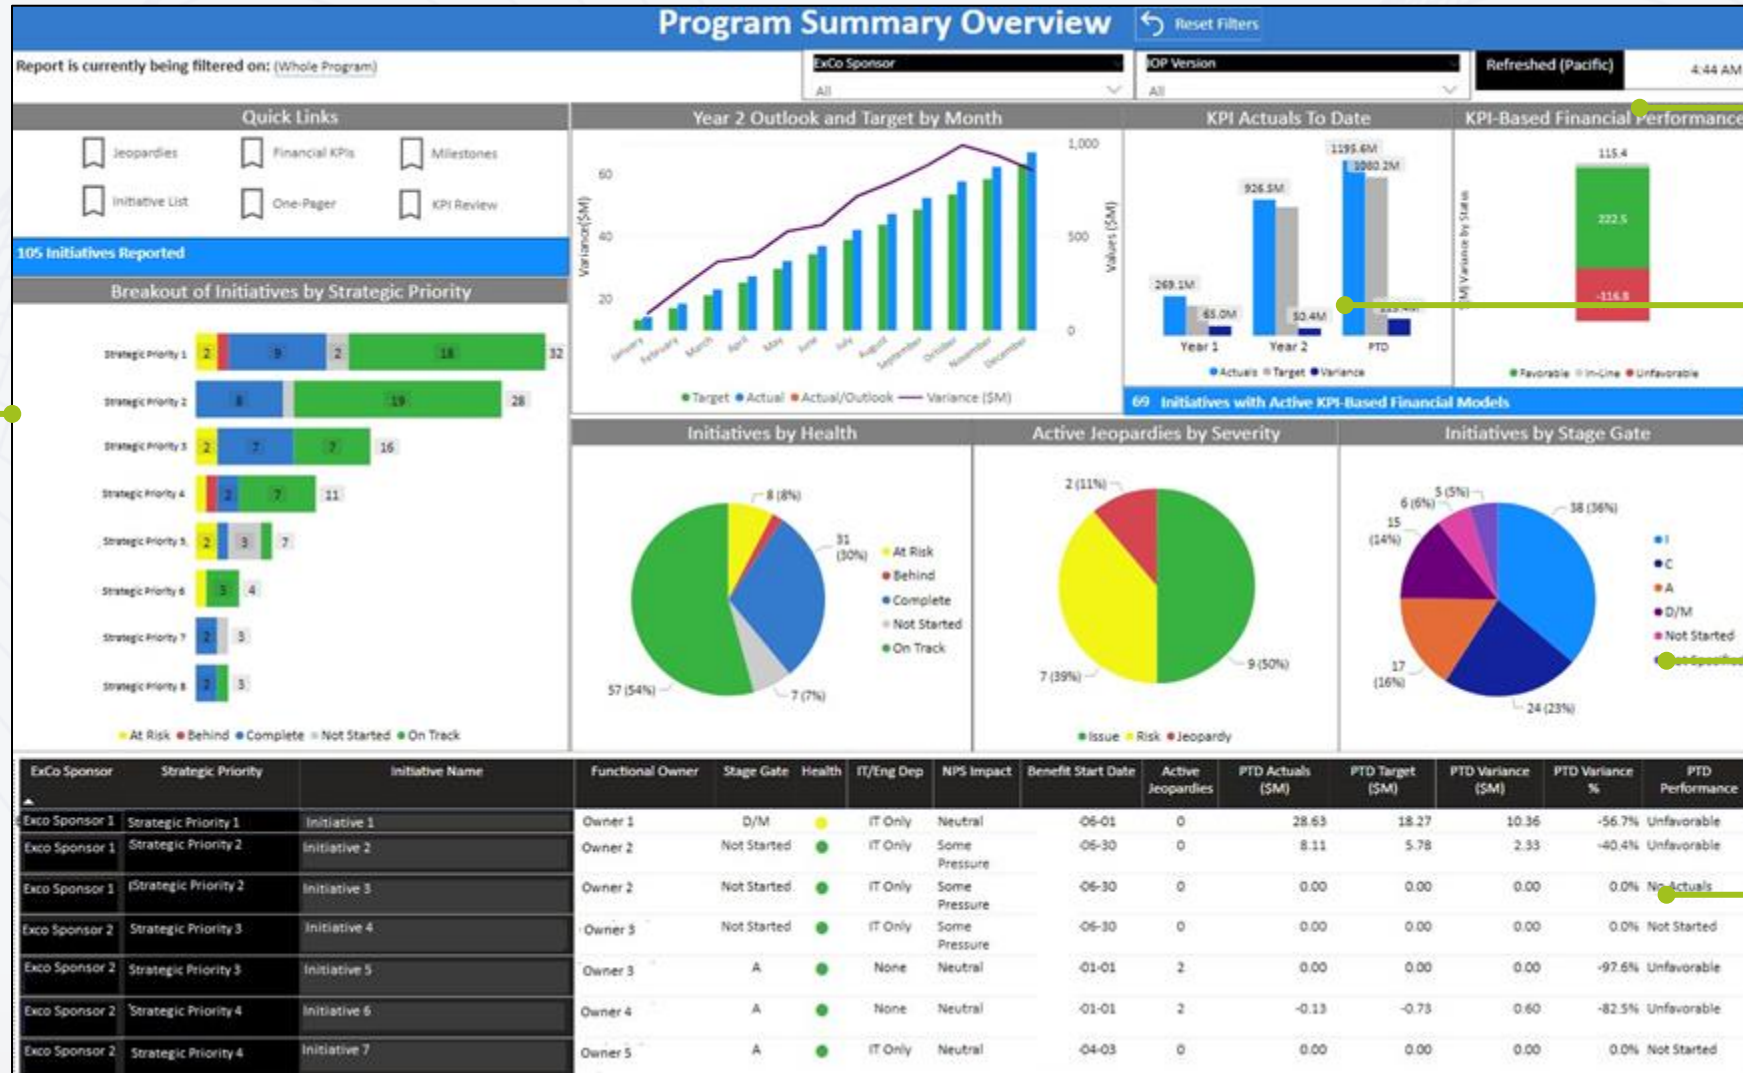 Program Summary Overview
Reset Filters
Report is currently being filtered on: (Whole Program)
ExCo Sponsor
All
IOP Version
All
Refreshed (Pacific)
4:44 AM
Quick Links
Jeopardies
Financial KPIs
Milestones
Initiative List
One-Pager
KPI Review
105 Initiatives Reported
Breakout of Initiatives by Strategic Priority
Strategic Priority 1 2 9 2 18 32
Strategic Priority 2 8 19 28
Strategic Priority 3 2 7 7 16
Strategic Priority 4 2 7 11
Strategic Priority 5 2 3 7
Strategic Priority 6 3 4
Strategic Priority 7 2 3
Strategic Priority 8 2 3
At Risk Behind Complete Not Started On Track
Year 2 Outlook and Target by Month
Variance($M)
60
40
20
1,000
500
0
Values ($M)
January February March April May June July August September October November December
Target Actual Actual/Outlook Variance ($M)
KPI Actuals To Date
269.1M
65.0M
926.5M
50.4M
1195.6M
1080.2M
Year 1 Year 2 PTD
Actuals Target Variance
KPI-Based Financial Performance
($M) Variance by Status
115.4
222.5
-116.8
Favorable In-Line Unfavorable
69 Initiatives with Active KPI-Based Financial Models
Initiatives by Health
8 (8%)
31 (30%)
7 (7%)
57 (54%)
At Risk
Behind
Complete
Not Started
On Track
Active Jeopardies by Severity
2 (11%)
7 (39%)
9 (50%)
Issue Risk Jeopardy
Initiatives by Stage Gate
5 (5%)
6 (6%)
15 (14%)
17 (16%)
24 (23%)
38 (36%)
I
C
A
D/M
Not Started
ExCo Sponsor Strategic Priority Initiative Name Functional Owner Stage Gate Health IT/Eng Dep NPS Impact Benefit Start Date Active Jeopardies PTD Actuals ($M) PTD Target ($M) PTD Variance ($M) PTD Variance % PTD Performance
Exco Sponsor 1 Strategic Priority 1 Initiative 1 Owner 1 D/M IT Only Neutral -06-01 0 28.63 18.27 10.36 -56.7% Unfavorable
Exco Sponsor 1 Strategic Priority 2 Initiative 2 Owner 2 Not Started IT Only Some Pressure -06-30 0 8.11 5.78 2.33 -40.4% Unfavorable
Exco Sponsor 1 Strategic Priority 2 Initiative 3 Owner 2 Not Started IT Only Some Pressure -06-30 0 0.00 0.00 0.00 0.0% No Actuals
Exco Sponsor 2 Strategic Priority 3 Initiative 4 Owner 3 Not Started IT Only Some Pressure -06-30 0 0.00 0.00 0.00 0.0% Not Started
Exco Sponsor 2 Strategic Priority 3 Initiative 5 Owner 3 A None Neutral -01-01 2 0.00 0.00 0.00 -97.6% Unfavorable
Exco Sponsor 2 Strategic Priority 4 Initiative 6 Owner 4 A None Neutral -01-01 2 -0.13 -0.73 0.60 -82.5% Unfavorable
Exco Sponsor 2 Strategic Priority 4 Initiative 7 Owner 5 A IT Only Neutral -04-03 0 0.00 0.00 0.00 0.0% Not Started